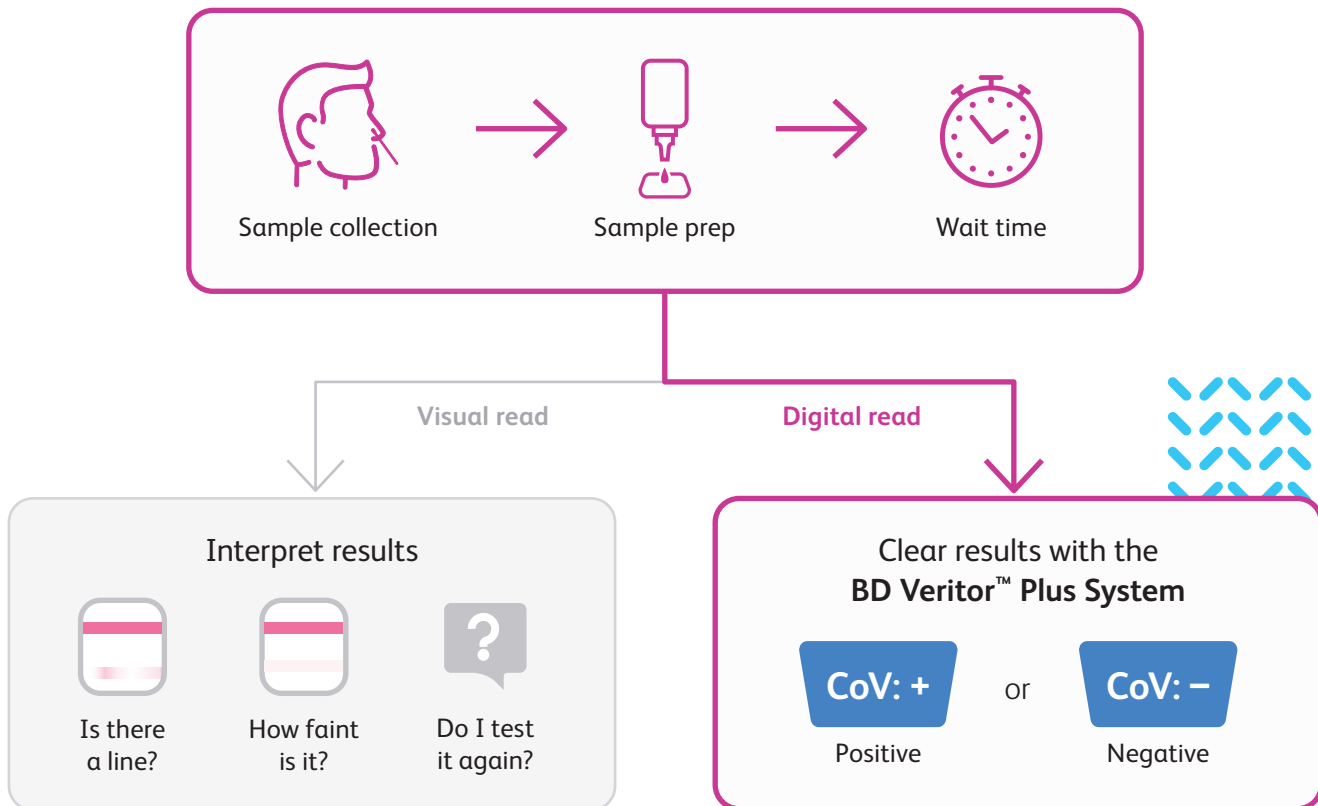 Sample collection
Sample prep
Wait time
Visual read
Digital read
Interpret results
Is there
a line?
How faint
is it?
?
Do I test
it again?
Clear results with the
BD Veritor™ Plus System
CoV: +
or
CoV: −
Positive
Negative